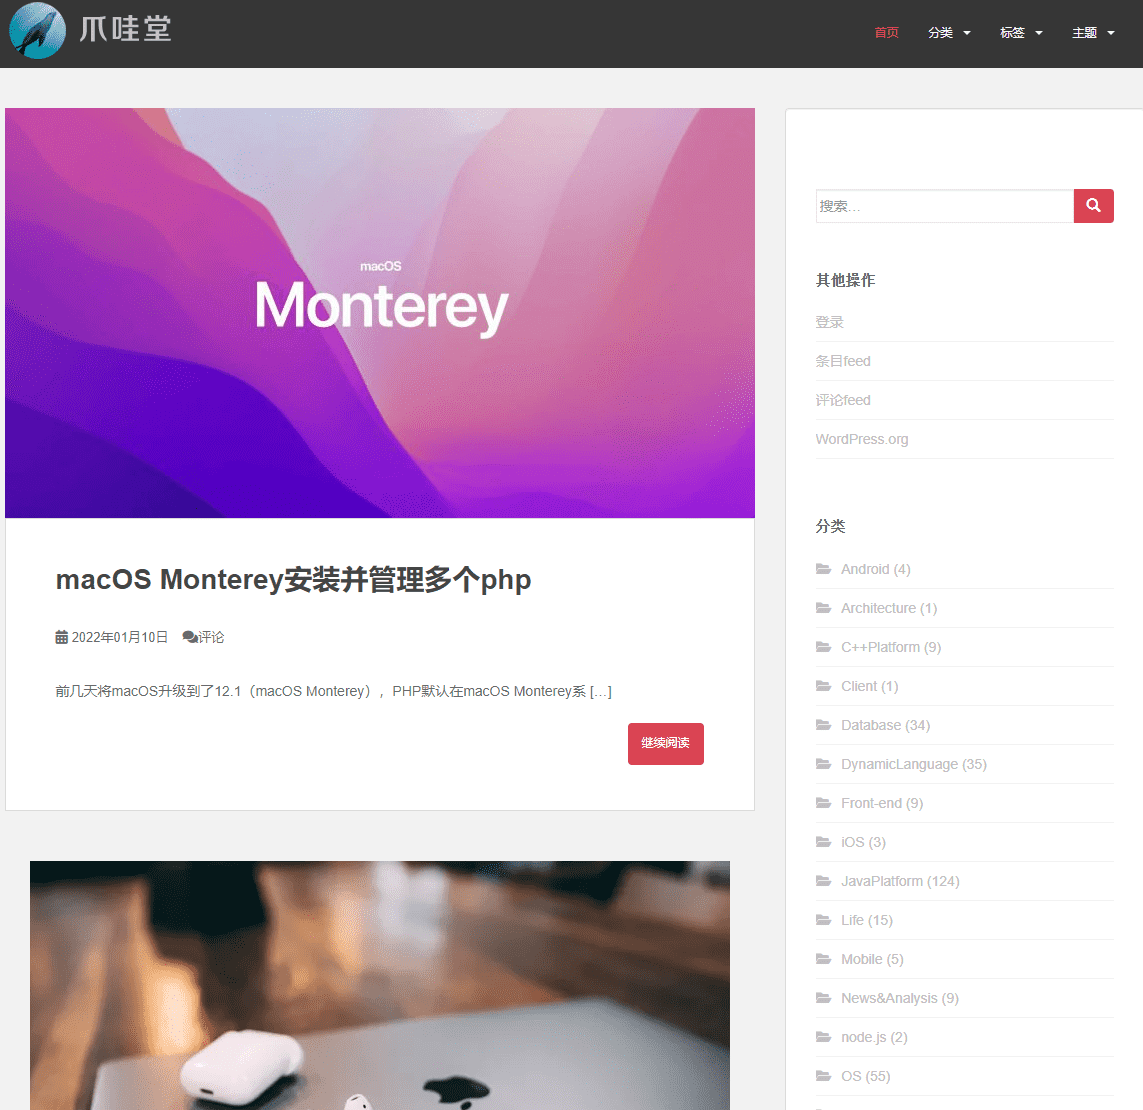 爪哇堂
首页 分类 标签 主题
macOS
Monterey
macOS Monterey安装并管理多个php
2022年01月10日 评论
前几天将macOS升级到了12.1（macOS Monterey），PHP默认在macOS Monterey系 […]
继续阅读
搜索…
其他操作
登录
条目feed
评论feed
WordPress.org
分类
Android (4)
Architecture (1)
C++Platform (9)
Client (1)
Database (34)
DynamicLanguage (35)
Front-end (9)
iOS (3)
JavaPlatform (124)
Life (15)
Mobile (5)
News&Analysis (9)
node.js (2)
OS (55)